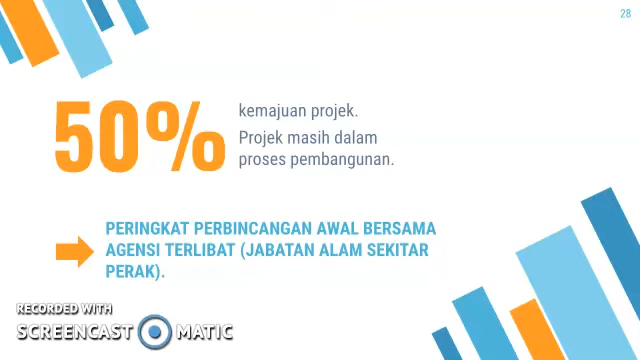 28
50%
kemajuan projek.
Projek masih dalam
proses pembangunan.
PERINGKAT PERBINCANGAN AWAL BERSAMA
AGENSI TERLIBAT (JABATAN ALAM SEKITAR
PERAK).
RECORDED WITH
SCREENCAST MATIC